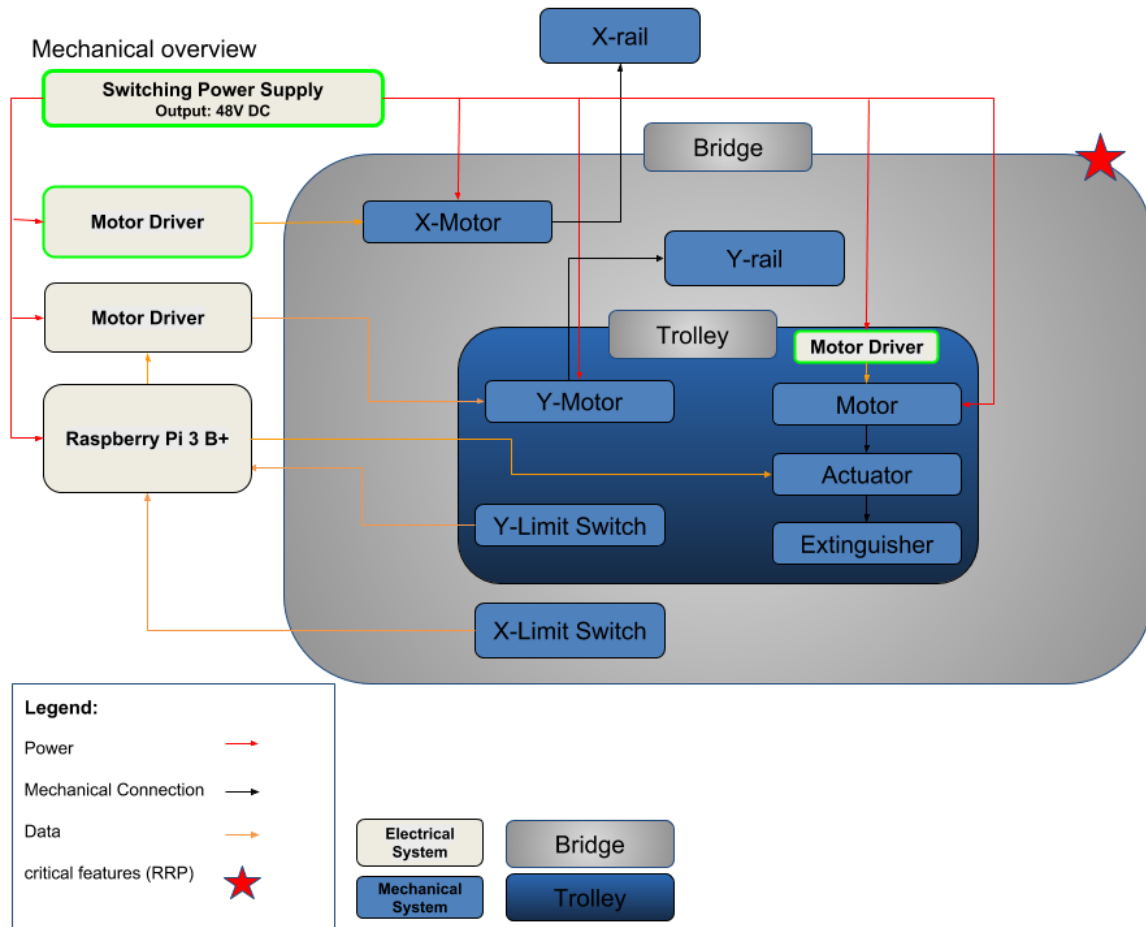 X-rail
Mechanical overview
Switching Power Supply
Output: 48V DC
Bridge
Motor Driver
X-Motor
Y-rail
Motor Driver
Trolley
Motor Driver
Y-Motor
Motor
Raspberry Pi 3 B+
Actuator
Y-Limit Switch
Extinguisher
X-Limit Switch
Legend:
Power
Mechanical Connection
Data
critical features (RRP)
Electrical
System
Bridge
Mechanical
System
Trolley